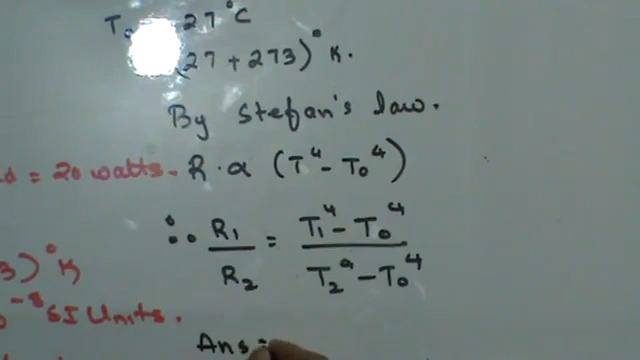 T₀ 27°C
(27 + 273)°K.
By Stefan's law.
d = 20 watts. R α (T⁴ - T₀⁴)
∴ R₁/R₂ = (T₁⁴ - T₀⁴)/(T₂⁴ - T₀⁴)
3)°K
⁻⁸ SI Units.
Ans: